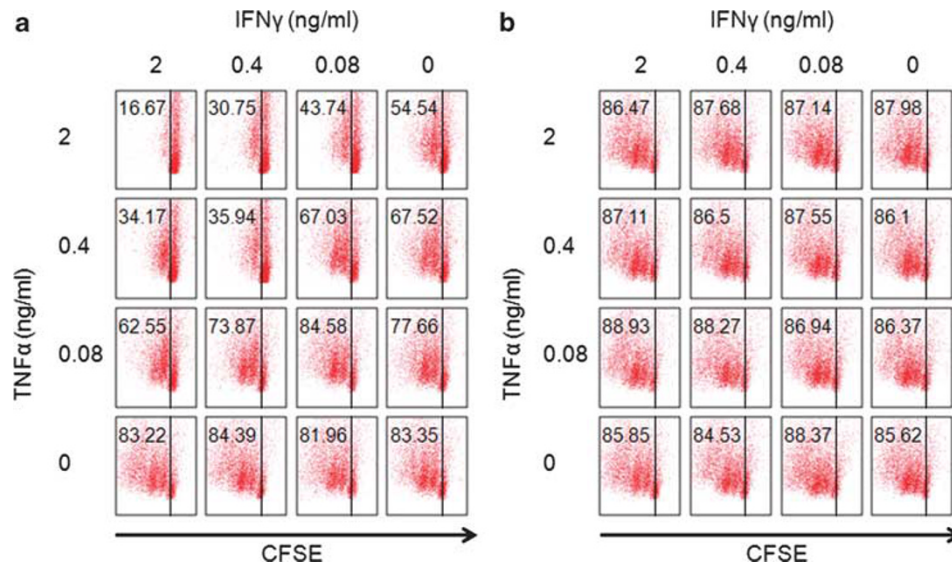 a
IFNγ (ng/ml)
2 0.4 0.08 0
TNFα (ng/ml)
2
16.67 30.75 43.74 54.54
0.4
34.17 35.94 67.03 67.52
0.08
62.55 73.87 84.58 77.66
0
83.22 84.39 81.96 83.35
CFSE
b
IFNγ (ng/ml)
2 0.4 0.08 0
TNFα (ng/ml)
2
86.47 87.68 87.14 87.98
0.4
87.11 86.5 87.55 86.1
0.08
88.93 88.27 86.94 86.37
0
85.85 84.53 88.37 85.62
CFSE